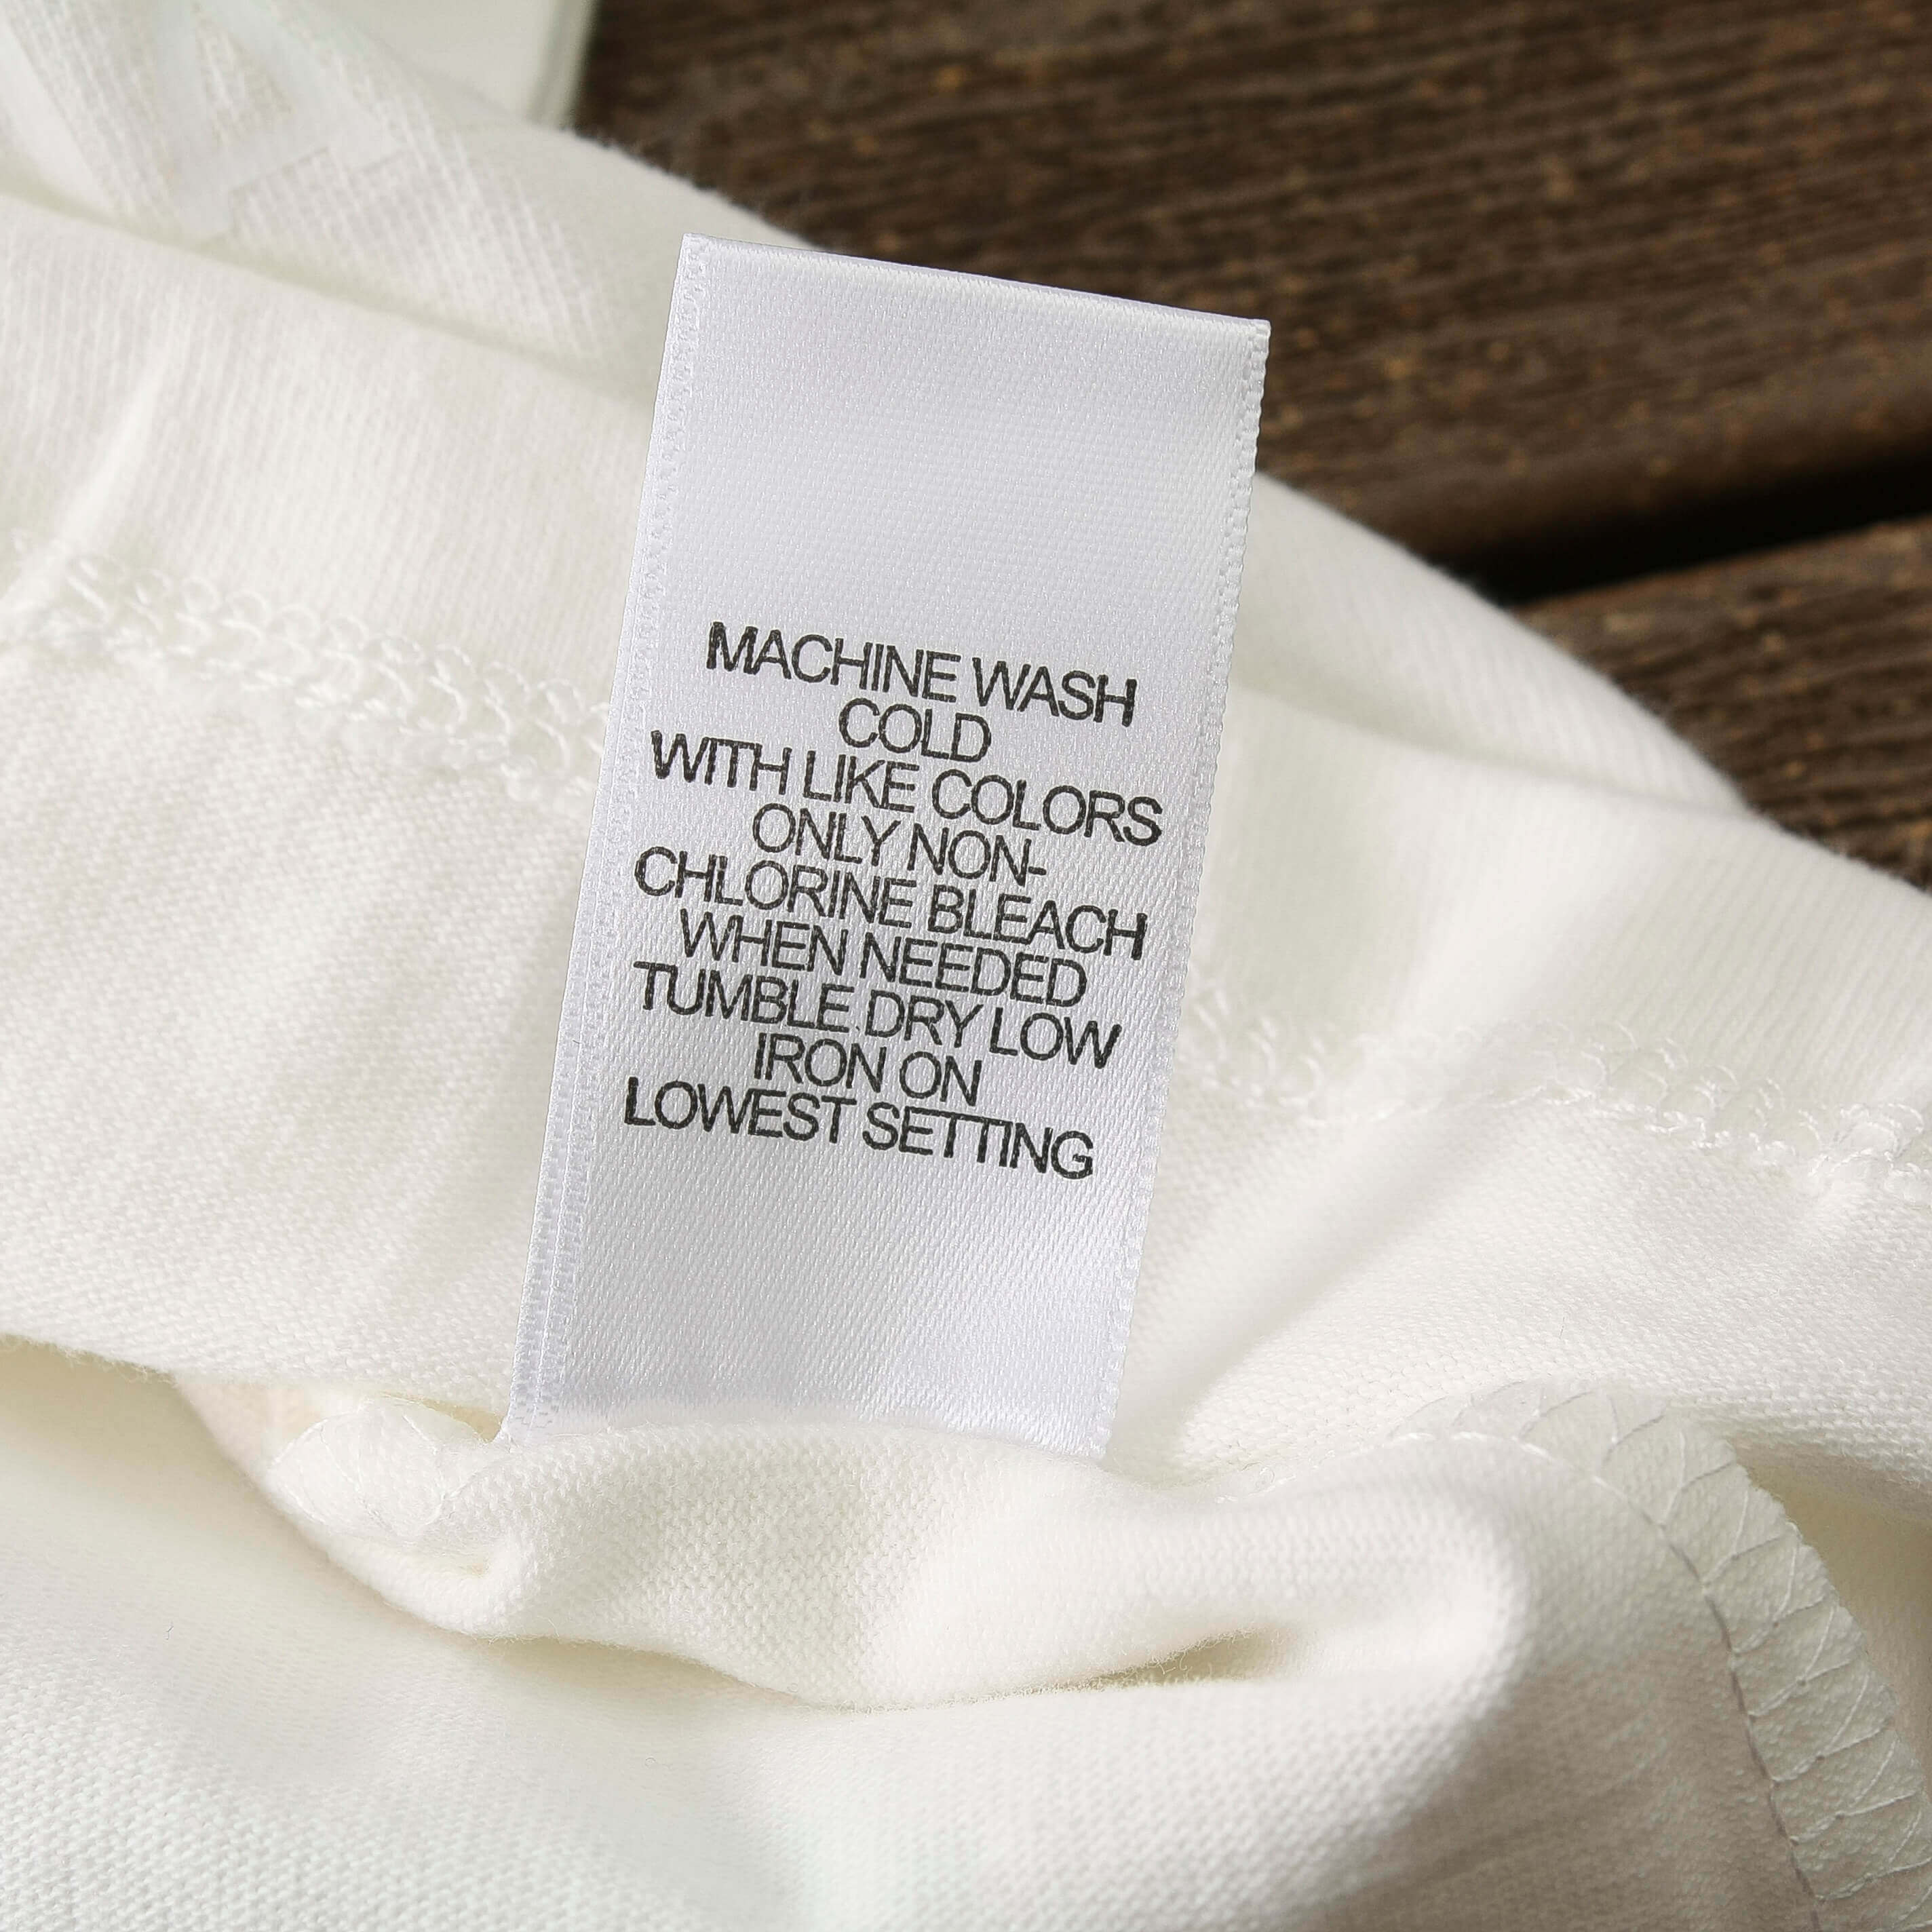 MACHINE WASH
COLD
WITH LIKE COLORS
ONLY NON-
CHLORINE BLEACH
WHEN NEEDED
TUMBLE DRY LOW
IRON ON
LOWEST SETTING